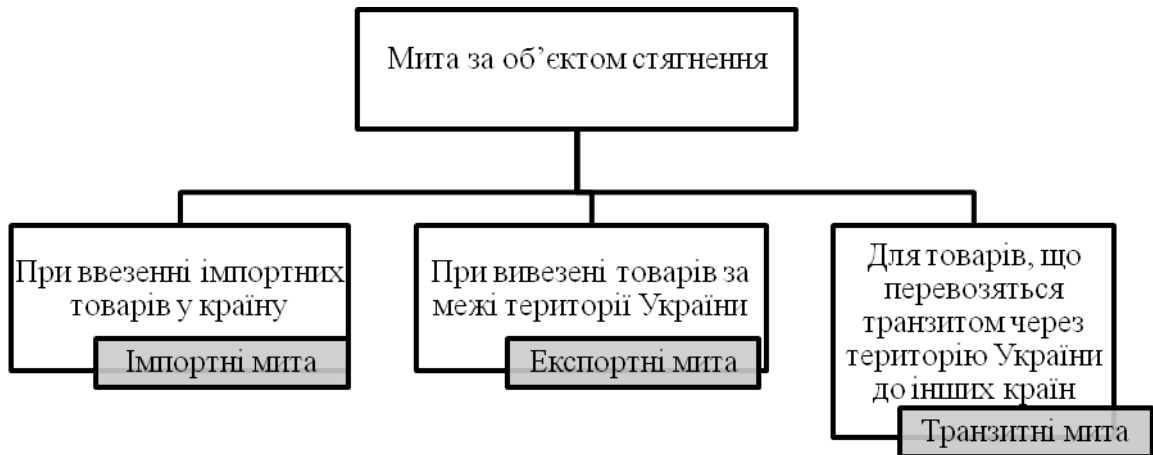 Мита за об’єктом стягнення
При ввезенні імпортних
товарів у країну
Імпортні мита
При вивезені товарів за
межі території України
Експортні мита
Для товарів, що
перевозяться
транзитом через
територію України
до інших країн
Транзитні мита